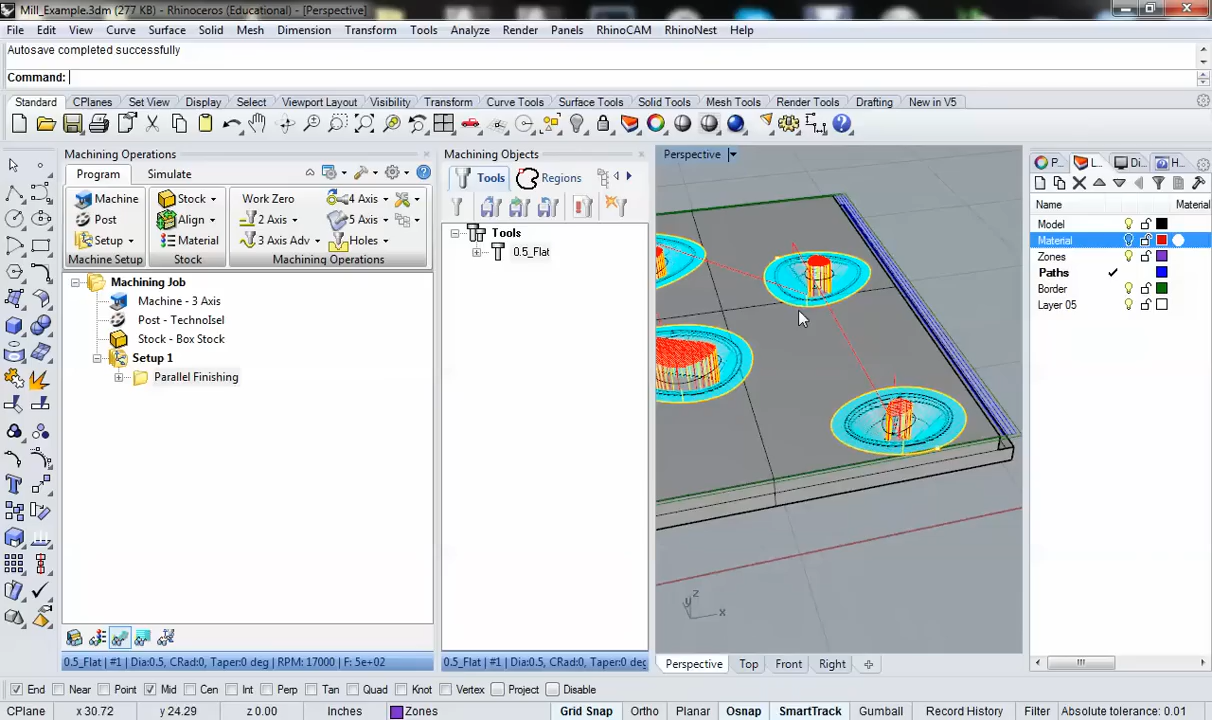 Mill_Example.3dm (277 KB) - Rhinoceros (Educational) - [Perspective]
File Edit View Curve Surface Solid Mesh Dimension Transform Tools Analyze Render Panels RhinoCAM RhinoNest Help
Autosave completed successfully
Command:
Standard CPlanes Set View Display Select Viewport Layout Visibility Transform Curve Tools Surface Tools Solid Tools Mesh Tools Render Tools Drafting New in V5
Machining Operations
Program Simulate
Machine
Post
Setup
Machine Setup
Stock
Align
Material
Stock
Work Zero
2 Axis
3 Axis Adv
4 Axis
5 Axis
Holes
Machining Operations
Machining Job
Machine - 3 Axis
Post - Technolsel
Stock - Box Stock
Setup 1
Parallel Finishing
0.5_Flat | #1 | Dia:0.5, CRad:0, Taper:0 deg | RPM: 17000 | F: 5e+02
Machining Objects
Tools Regions
Tools
0.5_Flat
0.5_Flat | #1 | Dia:0.5, CRad:0, Taper:0 deg
Perspective
z
y
x
Perspective Top Front Right
P... L... Di... H...
Name Material
Model
Material
Zones
Paths
Border
Layer 05
End Near Point Mid Cen Int Perp Tan Quad Knot Vertex Project Disable
CPlane x 30.72 y 24.29 z 0.00 Inches Zones Grid Snap Ortho Planar Osnap SmartTrack Gumball Record History Filter Absolute tolerance: 0.01